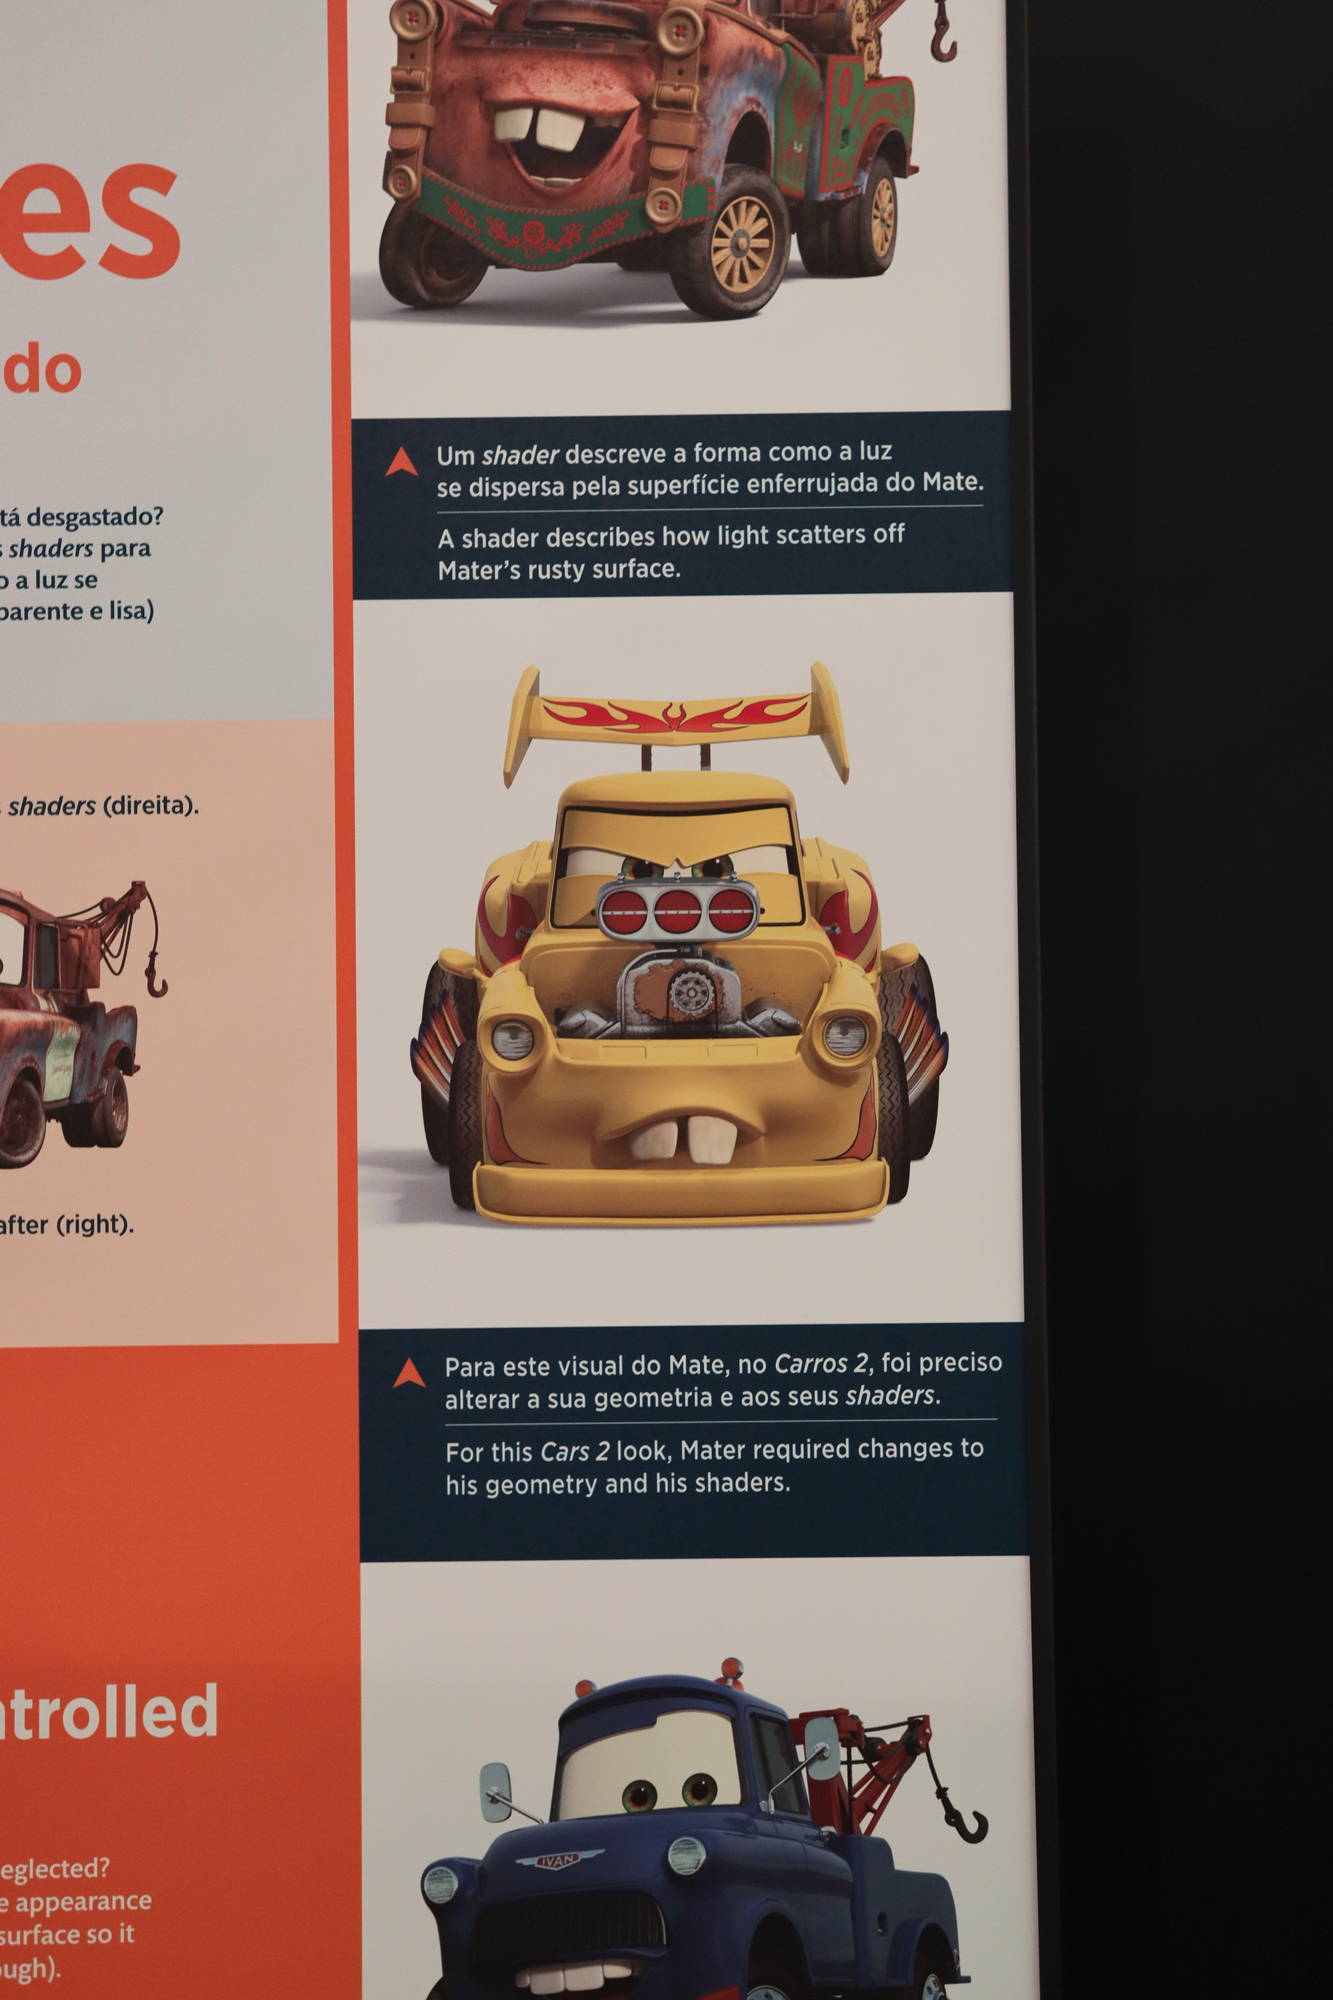 es
do
tá desgastado?
shaders para
o a luz se
parente e lisa)
shaders (direita).
after (right).
ntrolled
eglected?
e appearance
surface so it
ough).
Um shader descreve a forma como a luz
se dispersa pela superfície enferrujada do Mate.
A shader describes how light scatters off
Mater's rusty surface.
Para este visual do Mate, no Carros 2, foi preciso
alterar a sua geometria e aos seus shaders.
For this Cars 2 look, Mater required changes to
his geometry and his shaders.
IVAN